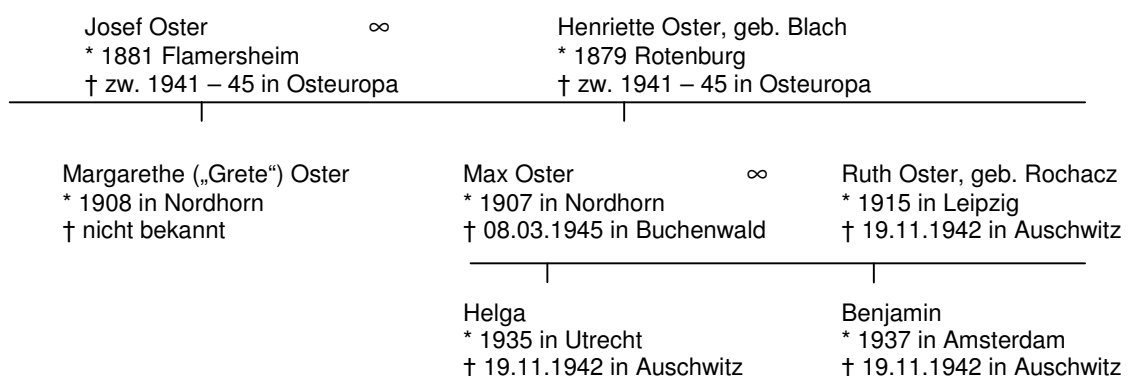 Josef Oster ∞ Henriette Oster, geb. Blach
* 1881 Flamersheim * 1879 Rotenburg
† zw. 1941 – 45 in Osteuropa † zw. 1941 – 45 in Osteuropa
Margarethe („Grete“) Oster Max Oster ∞ Ruth Oster, geb. Rochacz
* 1908 in Nordhorn * 1907 in Nordhorn * 1915 in Leipzig
† nicht bekannt † 08.03.1945 in Buchenwald † 19.11.1942 in Auschwitz
Helga Benjamin
* 1935 in Utrecht * 1937 in Amsterdam
† 19.11.1942 in Auschwitz † 19.11.1942 in Auschwitz